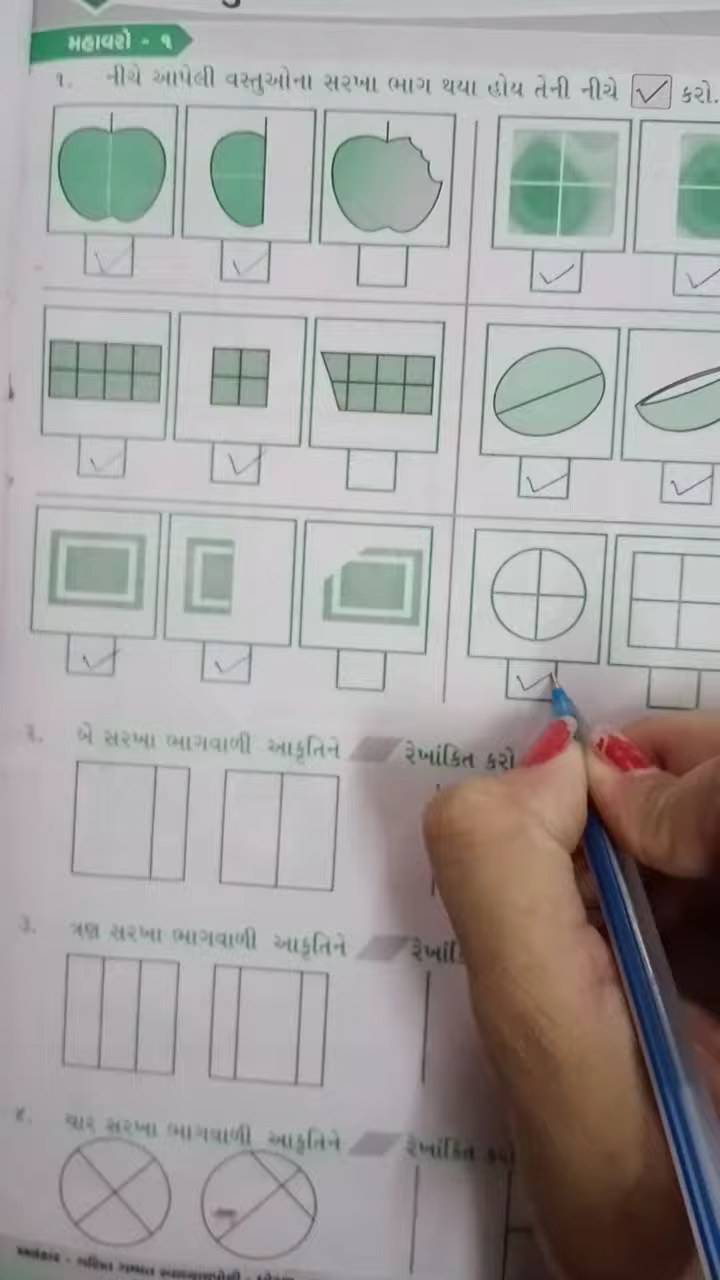 મહાવરો - ૧
૧. નીચે આપેલી વસ્તુઓના સરખા ભાગ થયા હોય તેની નીચે ✓ કરો.
૨. બે સરખા ભાગવાળી આકૃતિને રેખાંકિત કરો
૩. ત્રણ સરખા ભાગવાળી આકૃતિને
૪. ચાર સરખા ભાગવાળી આકૃતિને રેખાંકિત